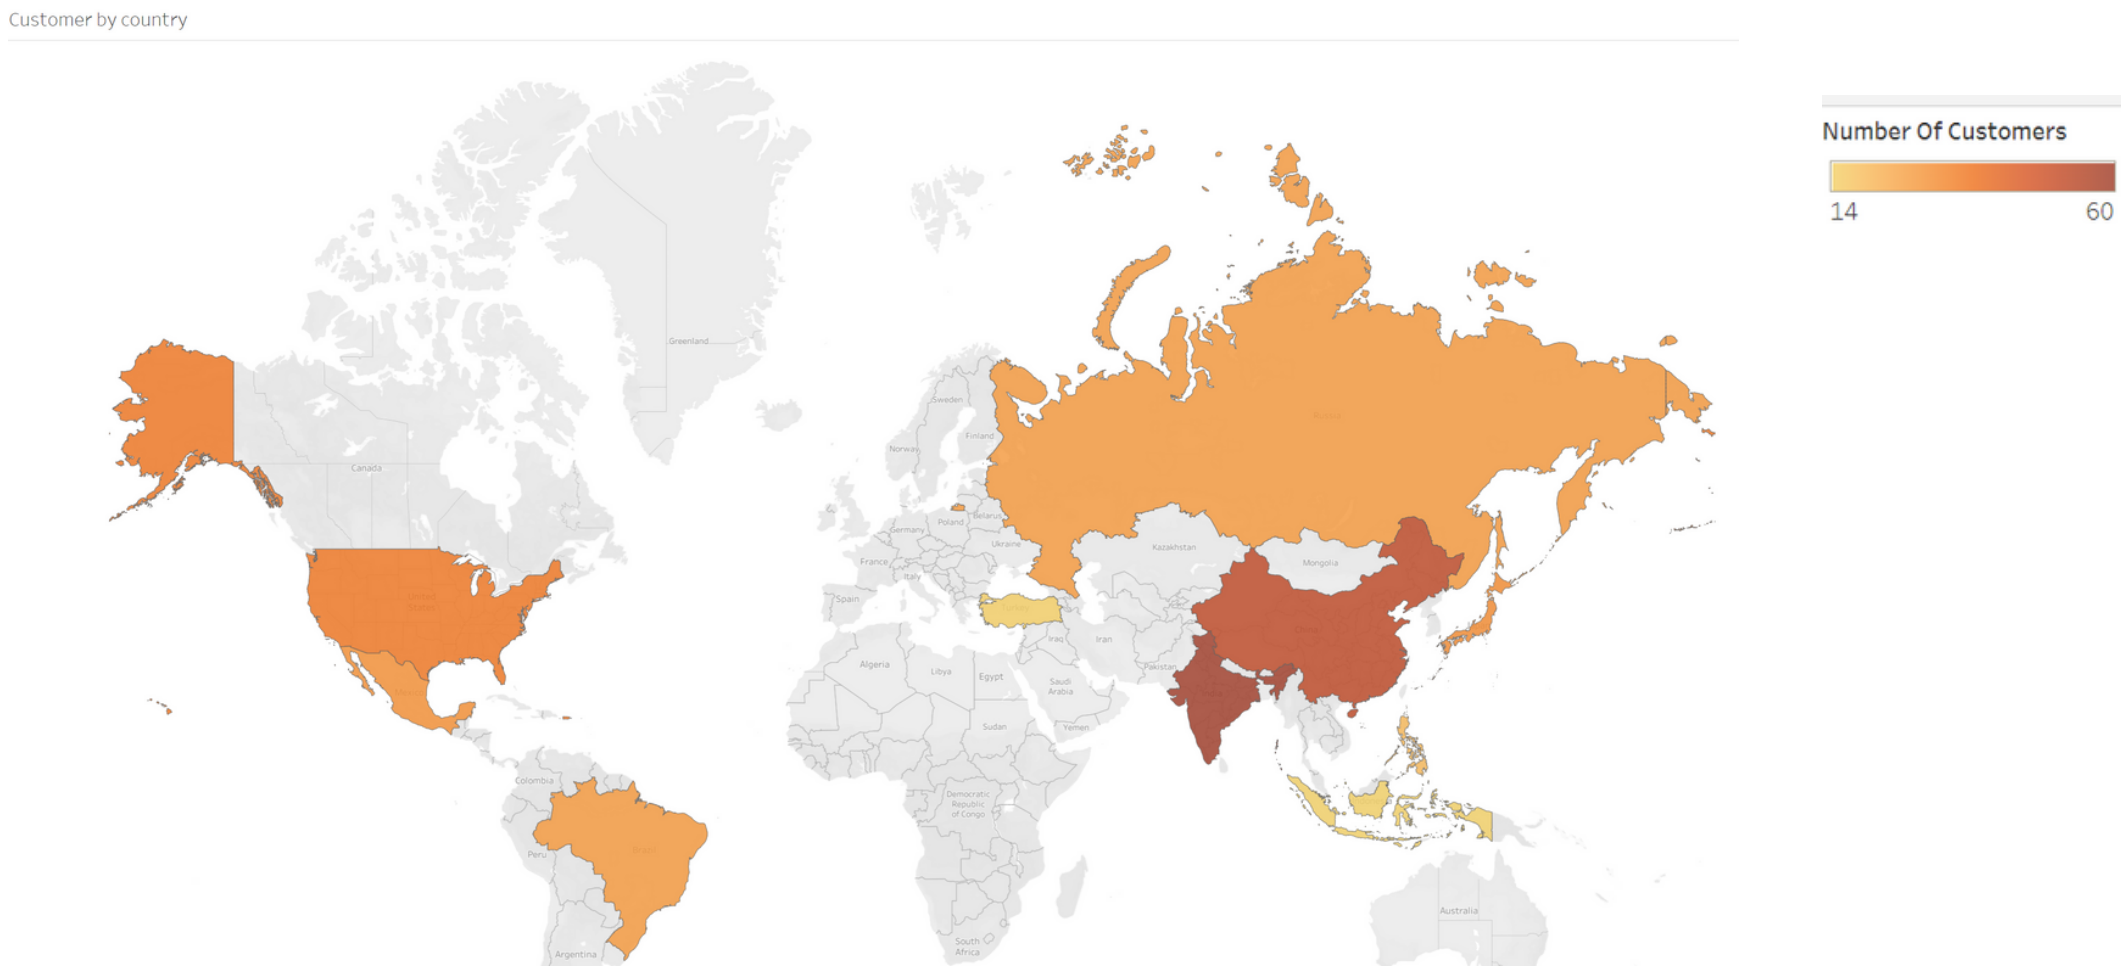 Customer by country
Number Of Customers
14
60
Greenland
Sweden
Finland
Norway
Russia
Canada
Poland
Belarus
Germany
Ukraine
France
Kazakhstan
Mongolia
Italy
Spain
United
States
Turkey
China
Iraq
Iran
Algeria
Libya
Egypt
Pakistan
Saudi
Arabia
Mexico
Sudan
Yemen
Colombia
Democratic
Republic
of Congo
Brazil
Peru
Australia
South
Africa
Argentina